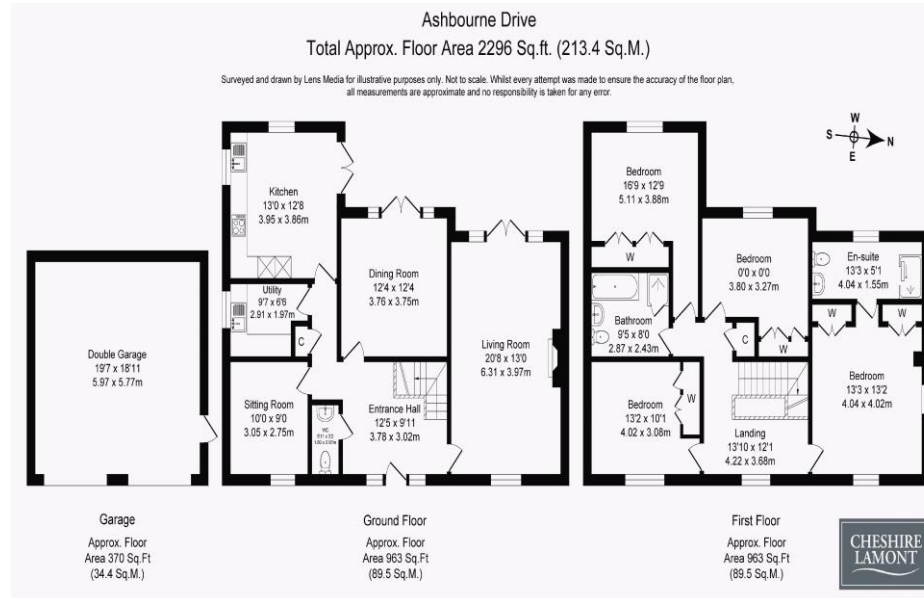 Ashbourne Drive
Total Approx. Floor Area 2296 Sq.ft. (213.4 Sq.M.)
Surveyed and drawn by Lens Media for illustrative purposes only. Not to scale. Whilst every attempt was made to ensure the accuracy of the floor plan,
all measurements are approximate and no responsibility is taken for any error.
W
S
N
E
Double Garage
19'7 x 18'11
5.97 x 5.77m
Garage
Approx. Floor
Area 370 Sq.Ft
(34.4 Sq.M.)
Kitchen
13'0 x 12'8
3.95 x 3.86m
Utility
9'7 x 6'6
2.91 x 1.97m
C
Dining Room
12'4 x 12'4
3.76 x 3.75m
Living Room
20'8 x 13'0
6.31 x 3.97m
Sitting Room
10'0 x 9'0
3.05 x 2.75m
WC
Entrance Hall
12'5 x 9'11
3.78 x 3.02m
Ground Floor
Approx. Floor
Area 963 Sq.Ft
(89.5 Sq.M.)
Bedroom
16'9 x 12'9
5.11 x 3.88m
W
Bedroom
0'0 x 0'0
3.80 x 3.27m
W
En-suite
13'3 x 5'1
4.04 x 1.55m
W
W
Bathroom
9'5 x 8'0
2.87 x 2.43m
C
Bedroom
13'3 x 13'2
4.04 x 4.02m
Bedroom
13'2 x 10'1
4.02 x 3.08m
W
Landing
13'10 x 12'1
4.22 x 3.68m
First Floor
Approx. Floor
Area 963 Sq.Ft
(89.5 Sq.M.)
CHESHIRE
LAMONT